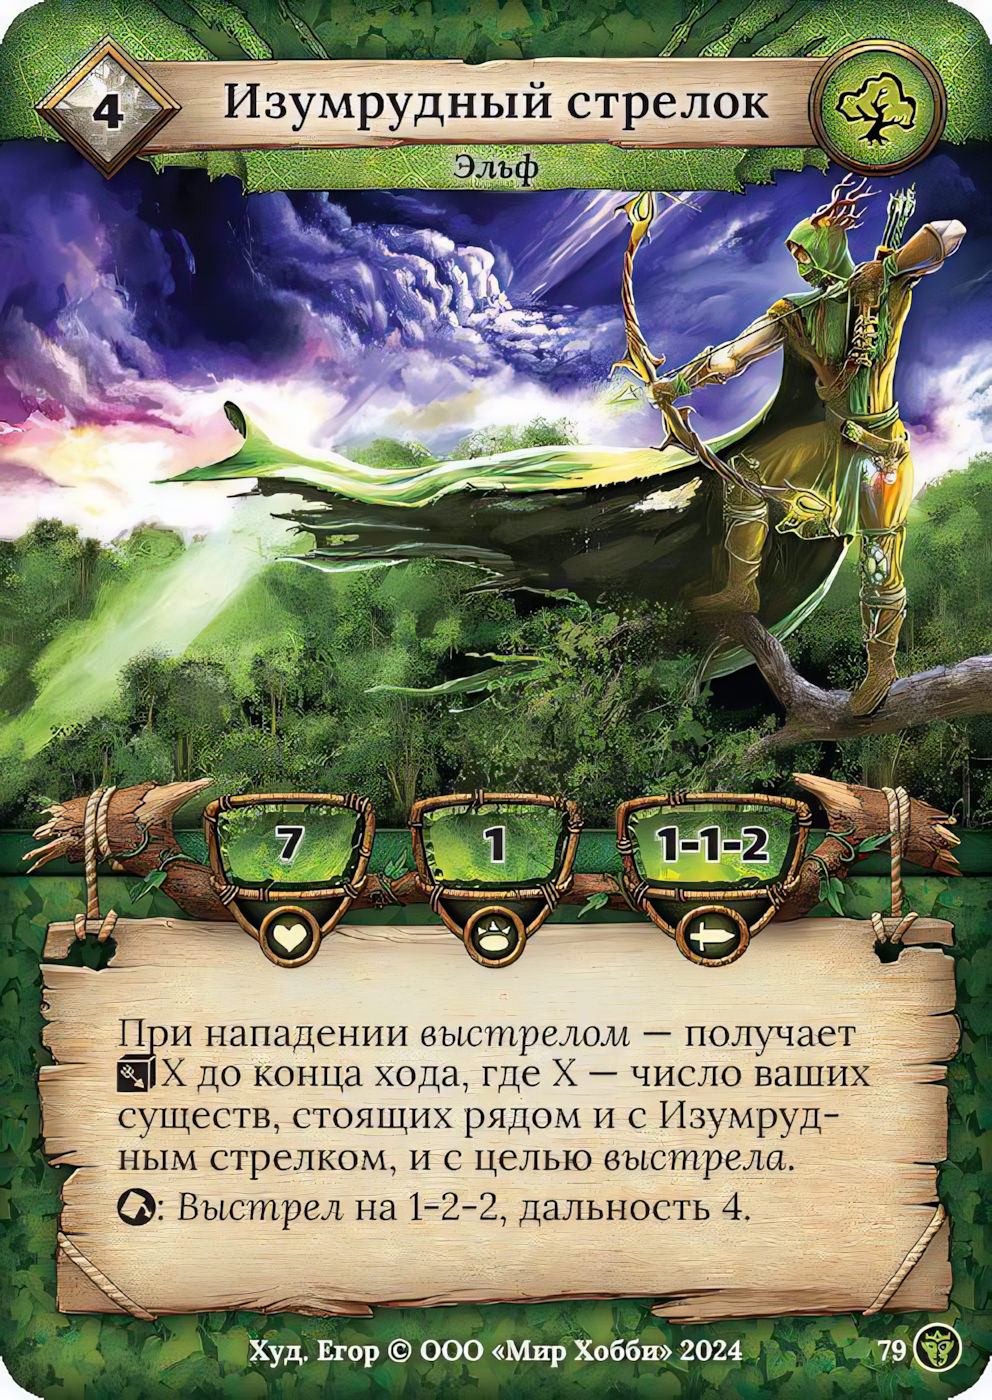 4
Изумрудный стрелок
Эльф
7
1
1-1-2
При нападении выстрелом — получает
X до конца хода, где X — число ваших
существ, стоящих рядом и с Изумруд-
ным стрелком, и с целью выстрела.
: Выстрел на 1-2-2, дальность 4.
Худ. Егор © ООО «Мир Хобби» 2024
79